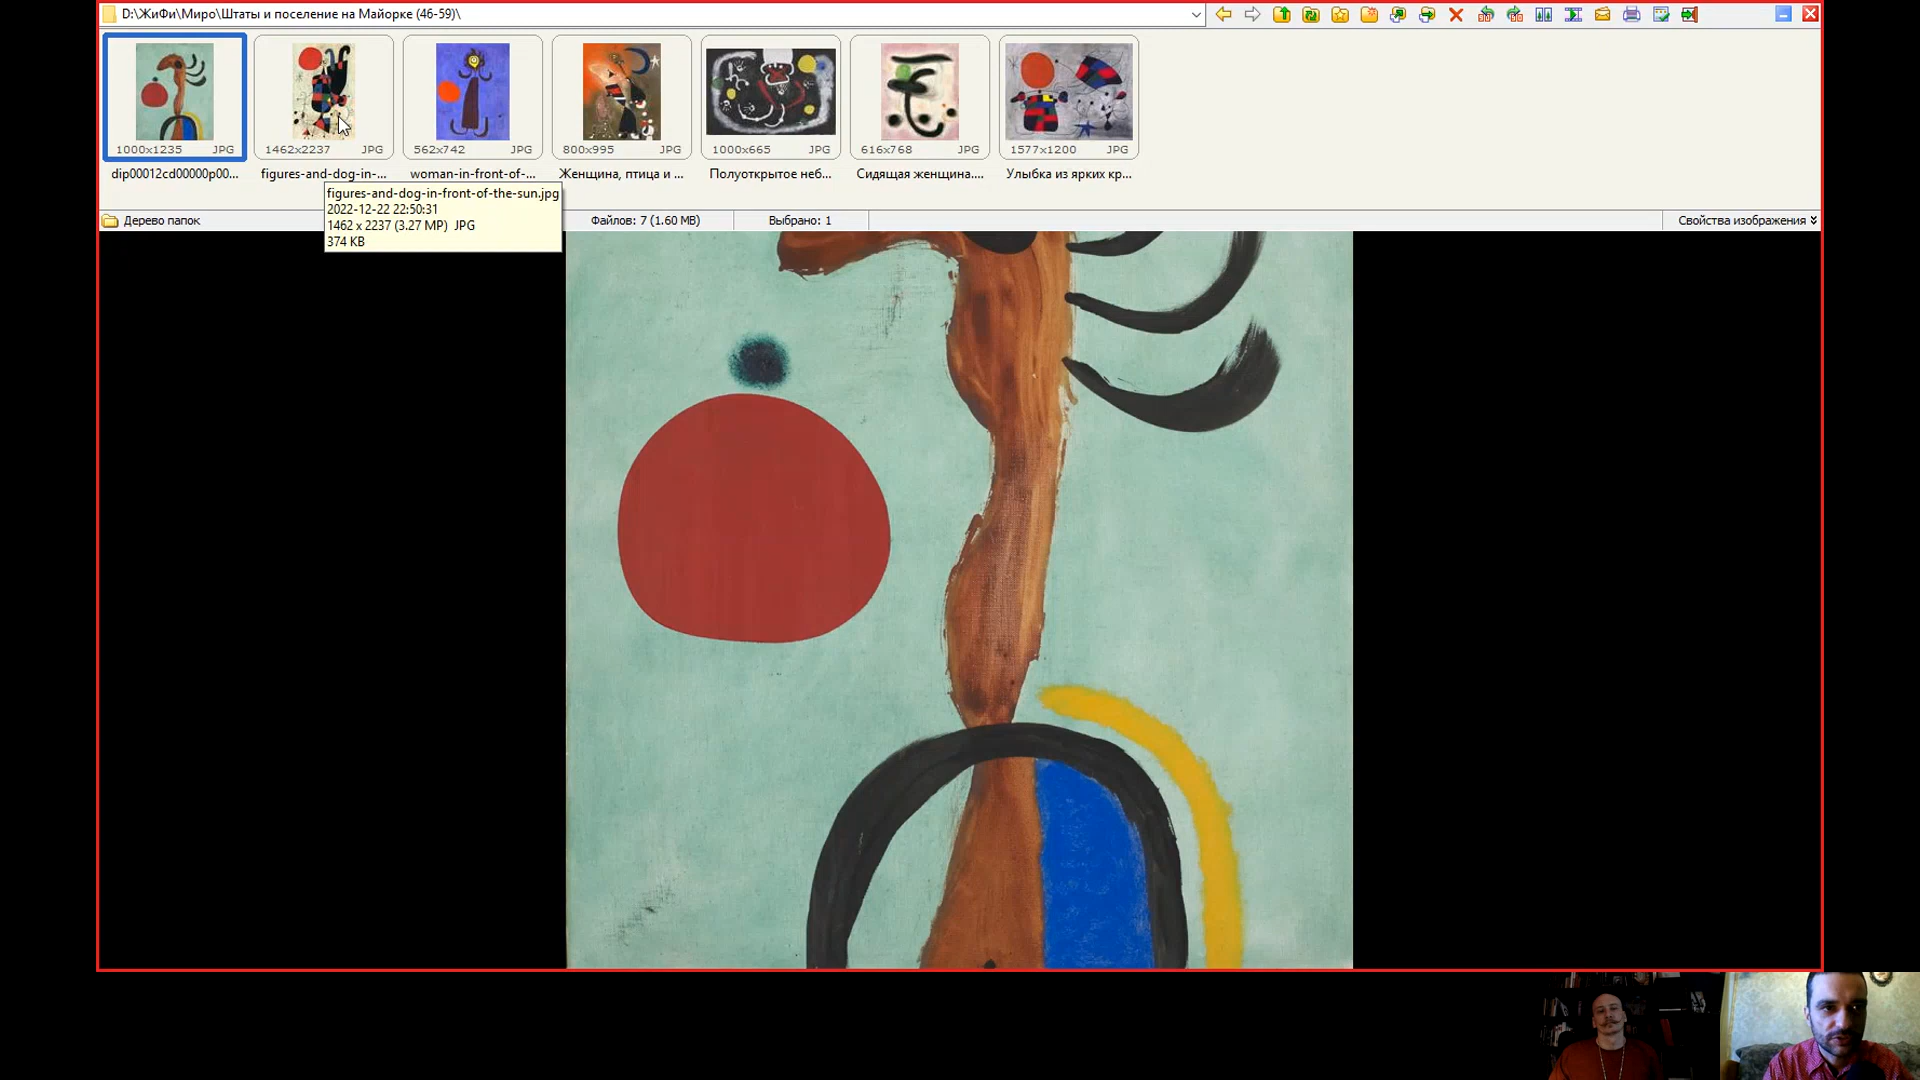 D:\ЖиФи\Миро\Штаты и поселение на Майорке (46-59)\
1000x1235 JPG
1462x2237 JPG
562x742 JPG
800x995 JPG
1000x665 JPG
616x768 JPG
1577x1200 JPG
dip00012cd00000p00...
figures-and-dog-in-...
woman-in-front-of-...
Женщина, птица и ...
Полуоткрытое неб...
Сидящая женщина....
Улыбка из ярких кр...
figures-and-dog-in-front-of-the-sun.jpg
2022-12-22 22:50:31
1462 x 2237 (3.27 MP) JPG
374 KB
Дерево папок
Файлов: 7 (1.60 MB)
Выбрано: 1
Свойства изображения